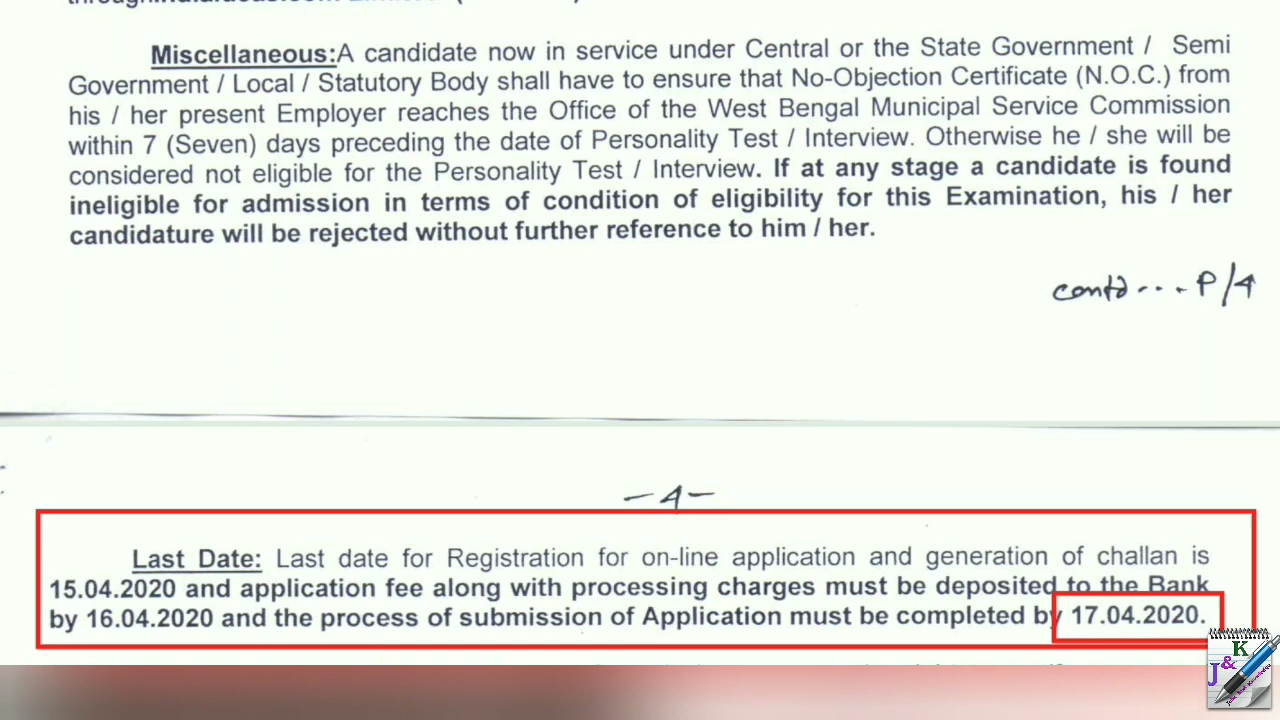 Miscellaneous:A candidate now in service under Central or the State Government / Semi
Government / Local / Statutory Body shall have to ensure that No-Objection Certificate (N.O.C.) from
his / her present Employer reaches the Office of the West Bengal Municipal Service Commission
within 7 (Seven) days preceding the date of Personality Test / Interview. Otherwise he / she will be
considered not eligible for the Personality Test / Interview. If at any stage a candidate is found
ineligible for admission in terms of condition of eligibility for this Examination, his / her
candidature will be rejected without further reference to him / her.
contd.... P/4
-4-
Last Date: Last date for Registration for on-line application and generation of challan is
15.04.2020 and application fee along with processing charges must be deposited to the Bank
by 16.04.2020 and the process of submission of Application must be completed by 17.04.2020.
J&K